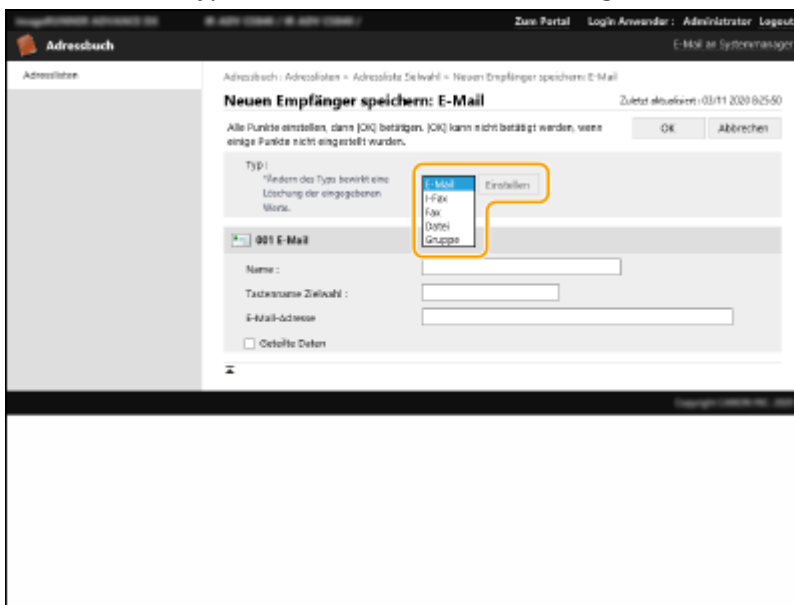 Zum Portal Login Anwender : Administrator Logout
Adressbuch
E-Mail an Systemmanager
Adresslisten
Adressbuch : Adresslisten > Adressliste Zielwahl > Neuen Empfänger speichern: E-Mail
Neuen Empfänger speichern: E-Mail
Zuletzt aktualisiert : 03/11 2020 8:25:50
Alle Punkte einstellen, dann [OK] betätigen. [OK] kann nicht betätigt werden, wenn
einige Punkte nicht eingestellt wurden.
OK
Abbrechen
Typ :
*Ändern des Typs bewirkt eine
Löschung der eingegebenen
Werte.
E-Mail
Einstellen
I-Fax
Fax
Datei
Gruppe
001 E-Mail
Name :
Tastenname Zielwahl :
E-Mail-Adresse
Geteilte Daten